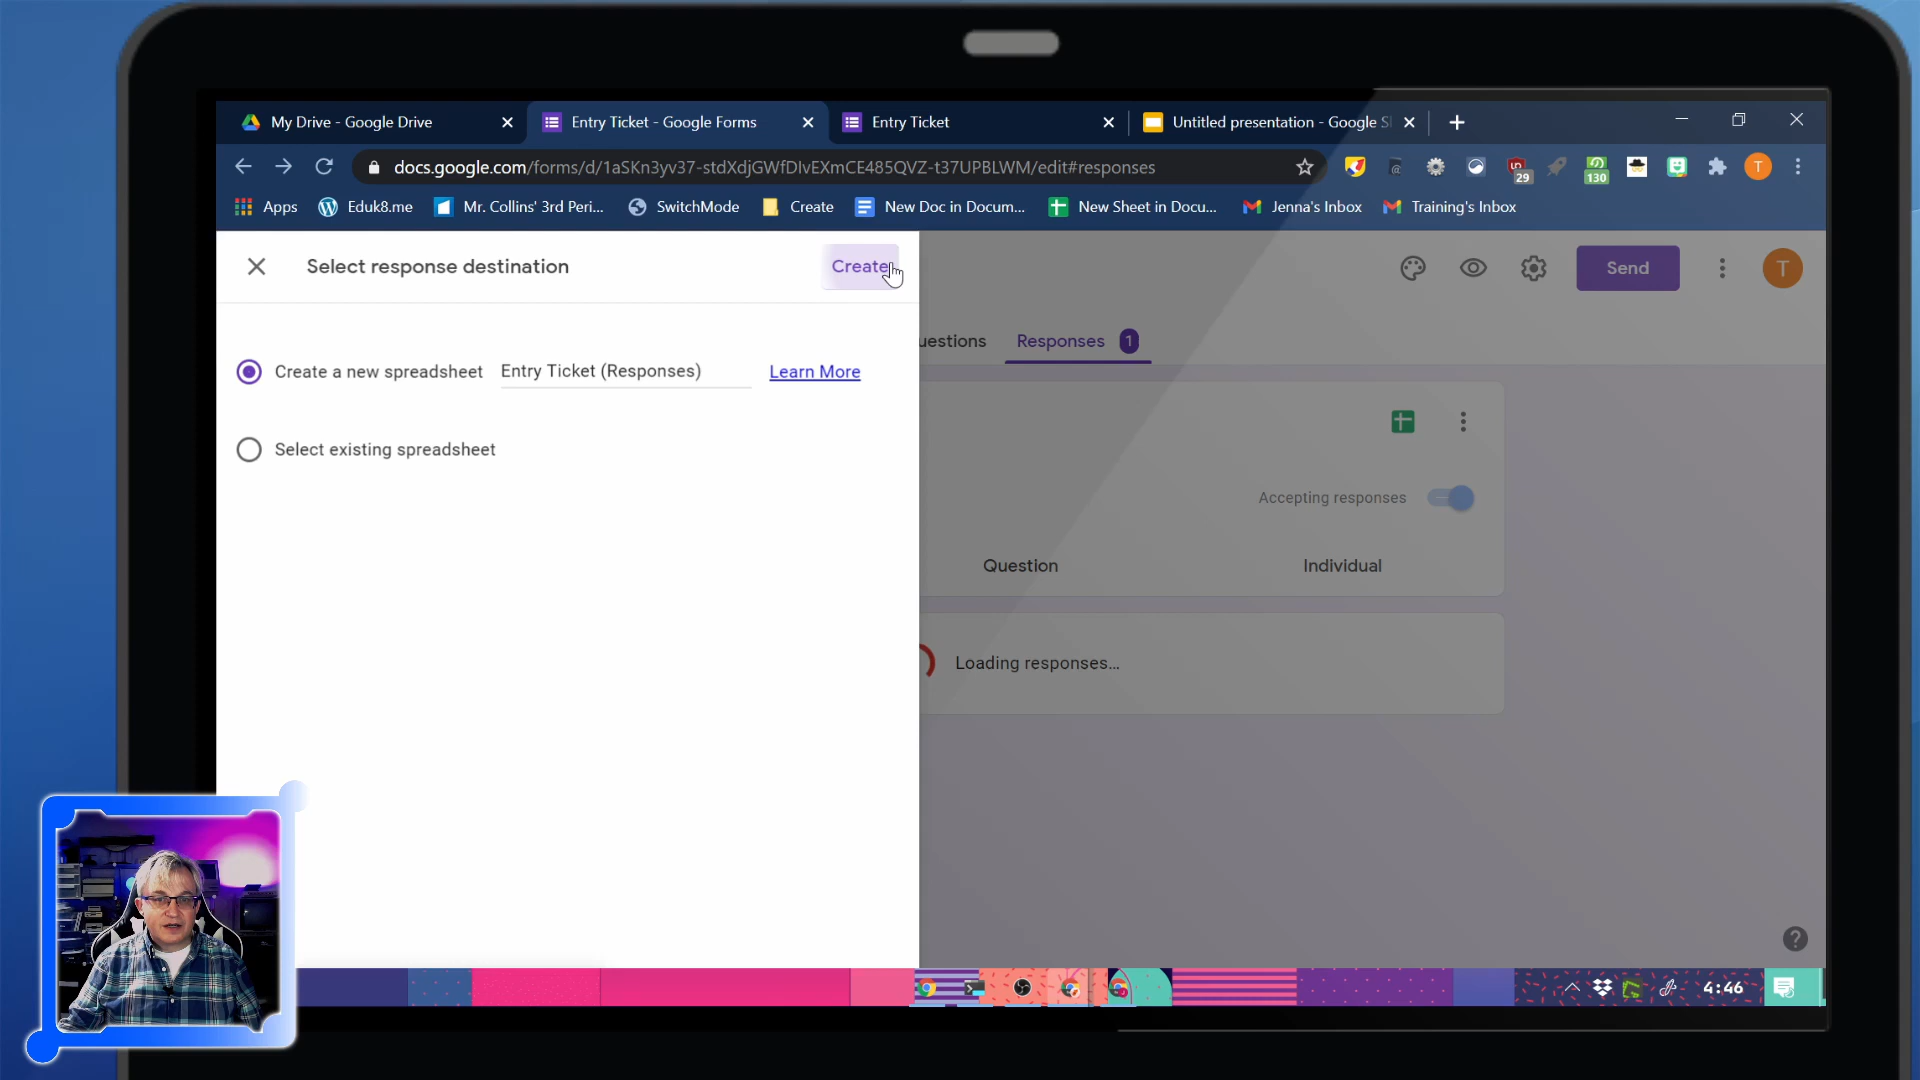 My Drive - Google Drive
Entry Ticket - Google Forms
Entry Ticket
Untitled presentation - Google Sl
docs.google.com/forms/d/1aSKn3yv37-stdXdjGWfDlvEXmCE485QVZ-t37UPBLWM/edit#responses
29
130
T
Apps
Eduk8.me
Mr. Collins' 3rd Peri...
SwitchMode
Create
New Doc in Docum...
New Sheet in Docu...
Jenna's Inbox
Training's Inbox
Select response destination
Create
Send
T
uestions
Responses 1
Create a new spreadsheet
Entry Ticket (Responses)
Learn More
Select existing spreadsheet
Accepting responses
Question
Individual
Loading responses...
4:46